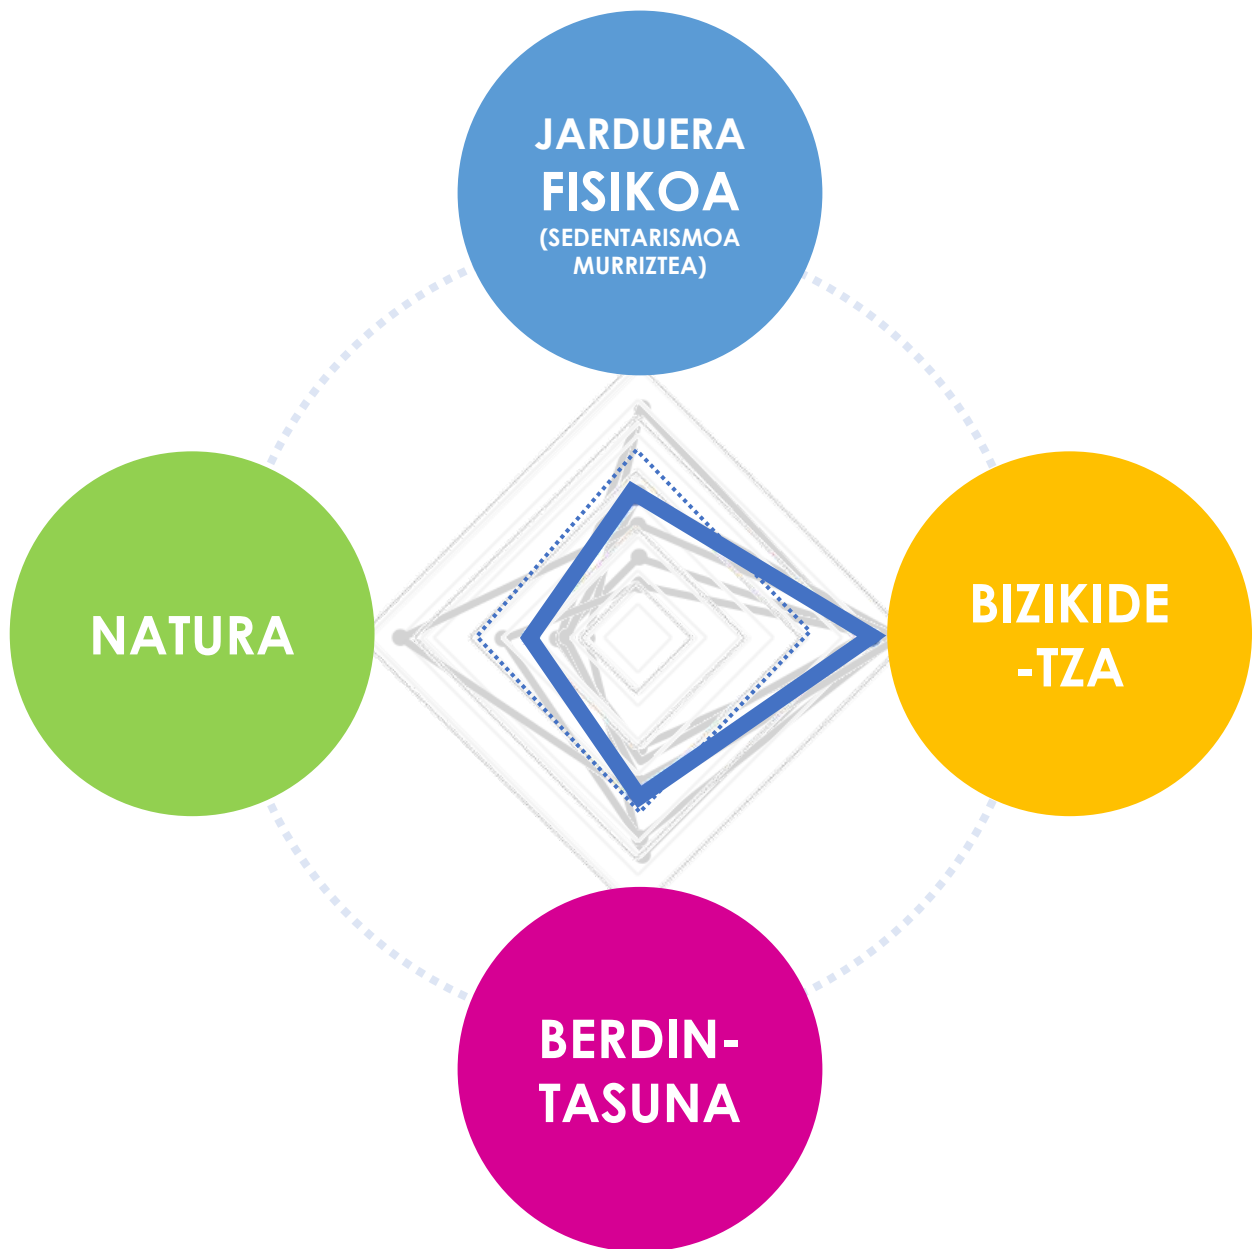 JARDUERA
FISIKOA
(SEDENTARISMOA
MURRIZTEA)
NATURA
BIZIKIDE
-TZA
BERDIN-
TASUNA